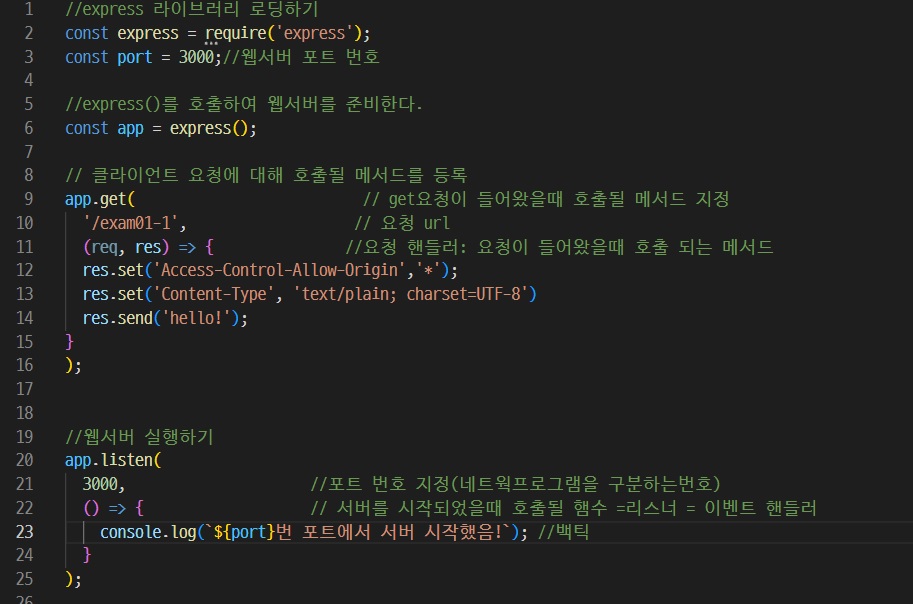 1 //express 라이브러리 로딩하기
2 const express = require('express');
3 const port = 3000;//웹서버 포트 번호
4
5 //express()를 호출하여 웹서버를 준비한다.
6 const app = express();
7
8 // 클라이언트 요청에 대해 호출될 메서드를 등록
9 app.get( // get요청이 들어왔을때 호출될 메서드 지정
10 '/exam01-1', // 요청 url
11 (req, res) => { //요청 핸들러: 요청이 들어왔을때 호출 되는 메서드
12 res.set('Access-Control-Allow-Origin','*');
13 res.set('Content-Type', 'text/plain; charset=UTF-8')
14 res.send('hello!');
15 }
16 );
17
18
19 //웹서버 실행하기
20 app.listen(
21 3000, //포트 번호 지정(네트웍프로그램을 구분하는번호)
22 () => { // 서버를 시작되었을때 호출될 햄수 =리스너 = 이벤트 핸들러
23 console.log(`${port}번 포트에서 서버 시작했음!`); //백틱
24 }
25 );
26